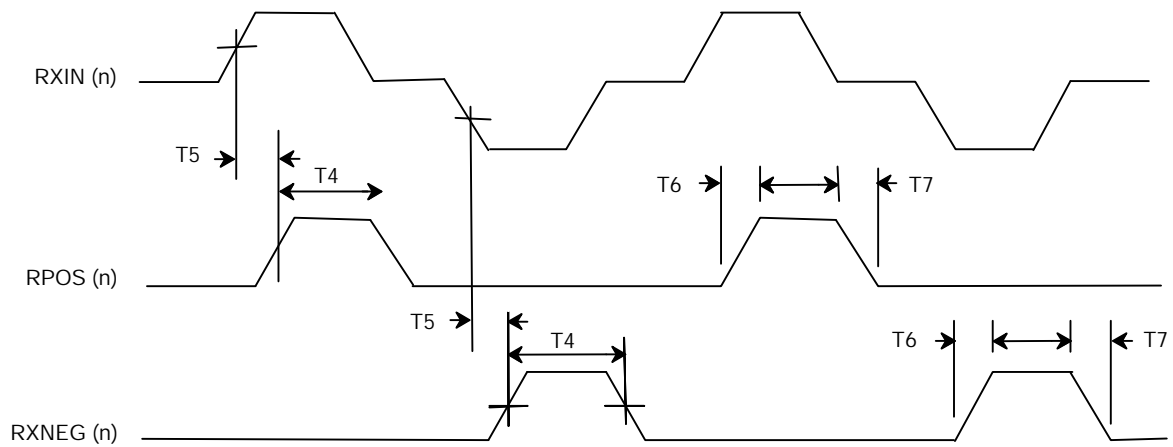 RXIN (n)
T5
T4
T6
T7
RPOS (n)
T5
T4
T6
T7
RXNEG (n)